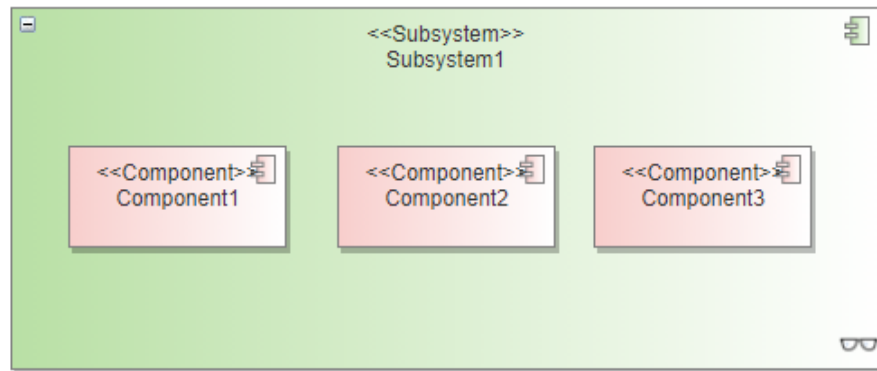 <<Subsystem>>
Subsystem1
<<Component>>
Component1
<<Component>>
Component2
<<Component>>
Component3